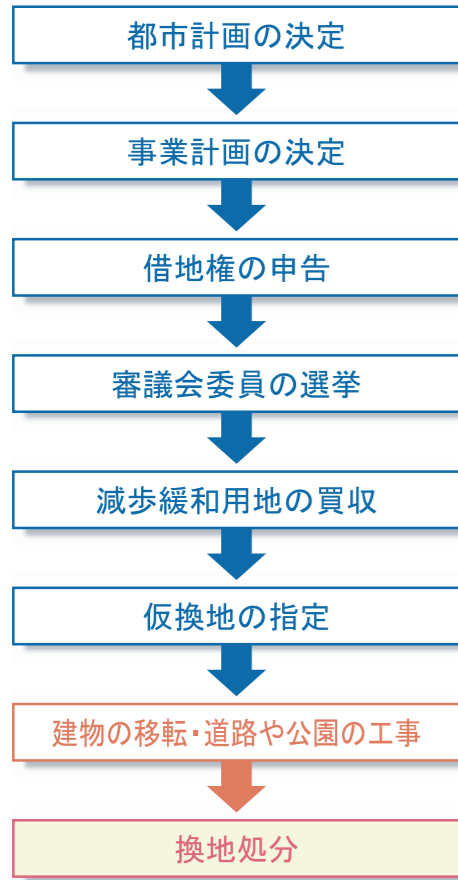 都市計画の決定
事業計画の決定
借地権の申告
審議会委員の選挙
減歩緩和用地の買収
仮換地の指定
建物の移転・道路や公園の工事
換地処分